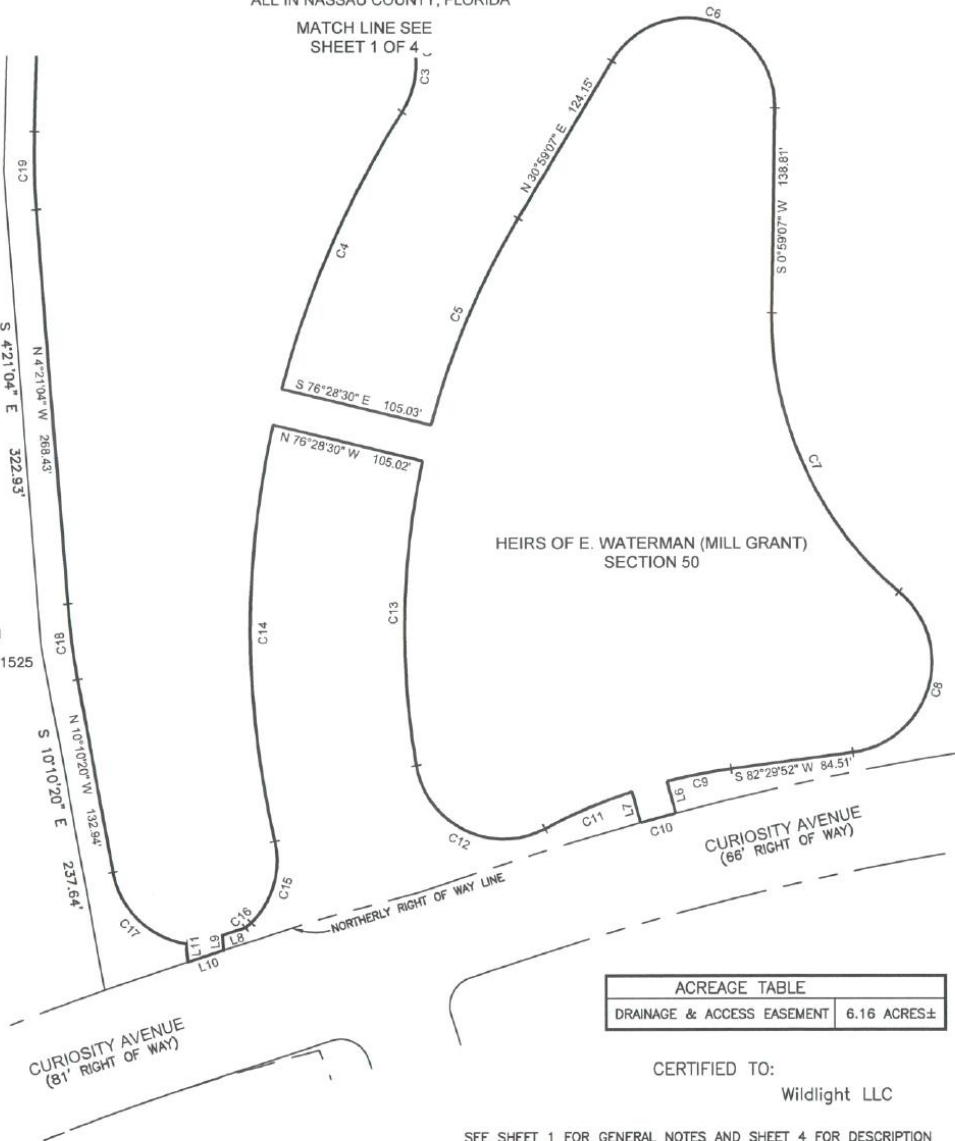 ALL IN NASSAU COUNTY, FLORIDA
MATCH LINE SEE
SHEET 1 OF 4
C3
C6
N 30°59'07" E 124.15'
S 0°59'07" W 138.81'
C19
C4
C5
S 76°28'30" E 105.03'
N 4°21'04" W 268.43'
S 4°21'04" E 322.93'
N 76°28'30" W 105.02'
C7
HEIRS OF E. WATERMAN (MILL GRANT)
SECTION 50
C13
C14
C18
1525
C8
N 10°10'20" W 132.94'
S 10°10'20" E 237.64'
S 82°29'52" W 84.51'
C9
L6
L7
C10
C11
C12
CURIOSITY AVENUE
(66' RIGHT OF WAY)
C15
C16
C17
NORTHERLY RIGHT OF WAY LINE
L8
L9
L11
L10
ACREAGE TABLE
DRAINAGE & ACCESS EASEMENT 6.16 ACRES±
CURIOSITY AVENUE
(81' RIGHT OF WAY)
CERTIFIED TO:
Wildlight LLC
SEE SHEET 1 FOR GENERAL NOTES AND SHEET 4 FOR DESCRIPTION